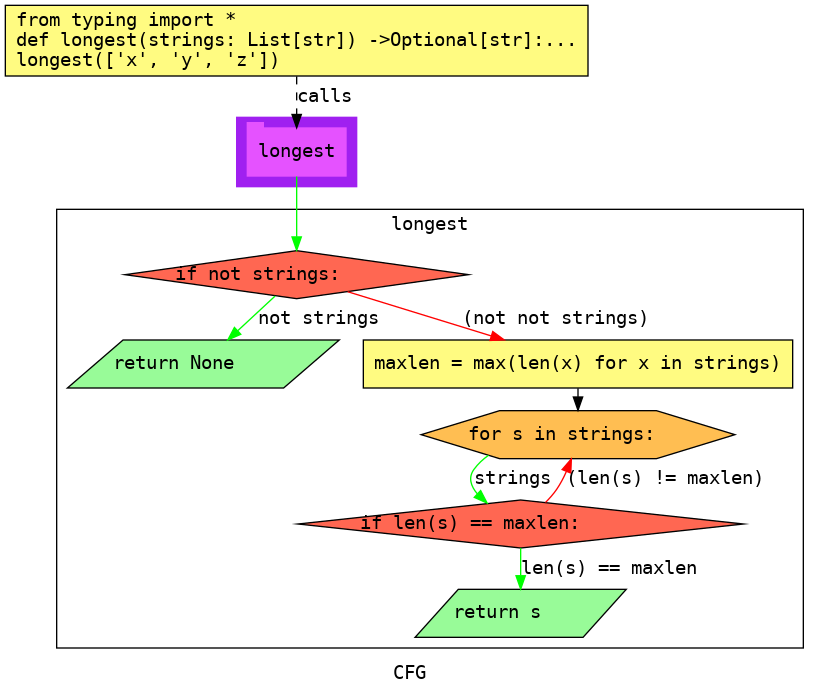 from typing import *
def longest(strings: List[str]) ->Optional[str]:...
longest(['x', 'y', 'z'])
calls
longest
longest
if not strings:
not strings
(not not strings)
return None
maxlen = max(len(x) for x in strings)
for s in strings:
strings
(len(s) != maxlen)
if len(s) == maxlen:
len(s) == maxlen
return s
CFG